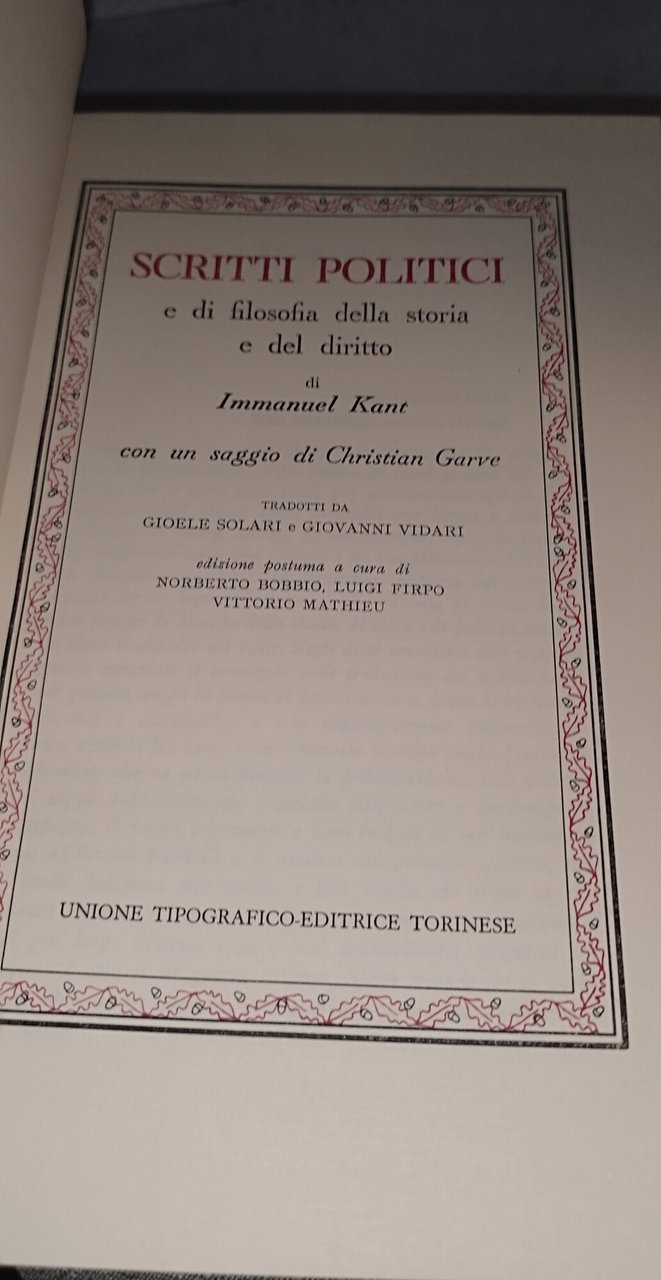 SCRITTI POLITICI
e di filosofia della storia
e del diritto
di
Immanuel Kant
con un saggio di Christian Garve
TRADOTTI DA
GIOELE SOLARI e GIOVANNI VIDARI
edizione postuma a cura di
NORBERTO BOBBIO, LUIGI FIRPO
VITTORIO MATHIEU
UNIONE TIPOGRAFICO-EDITRICE TORINESE